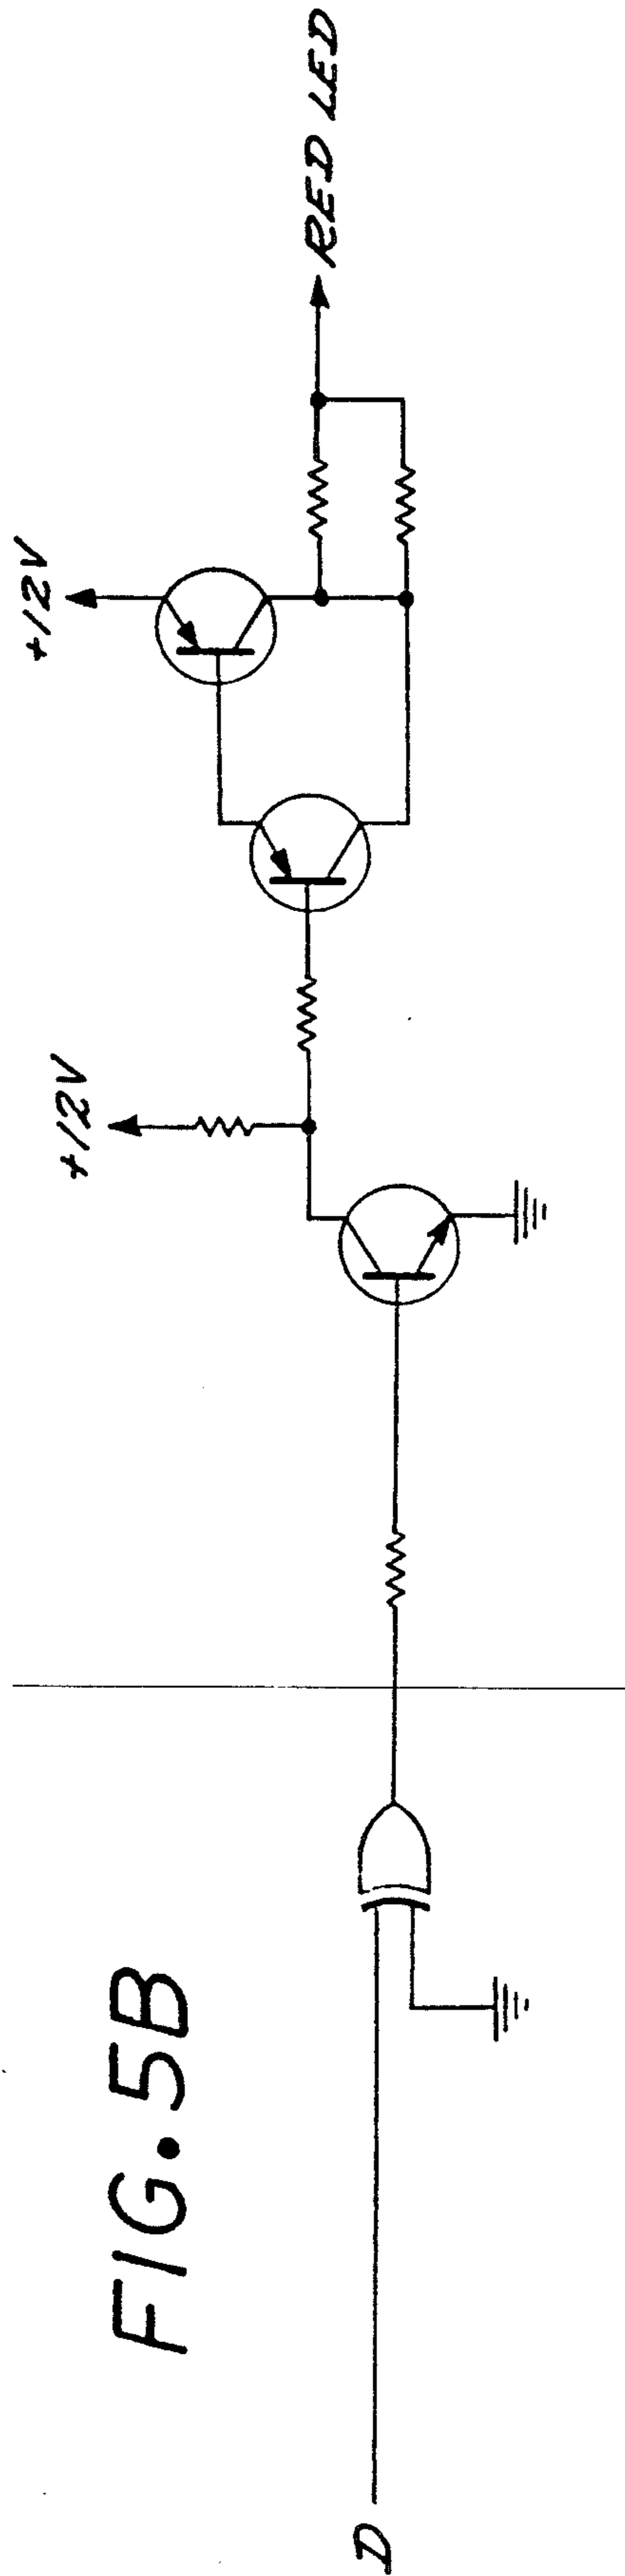 FIG. 5B
D
+12V
+12V
RED LED